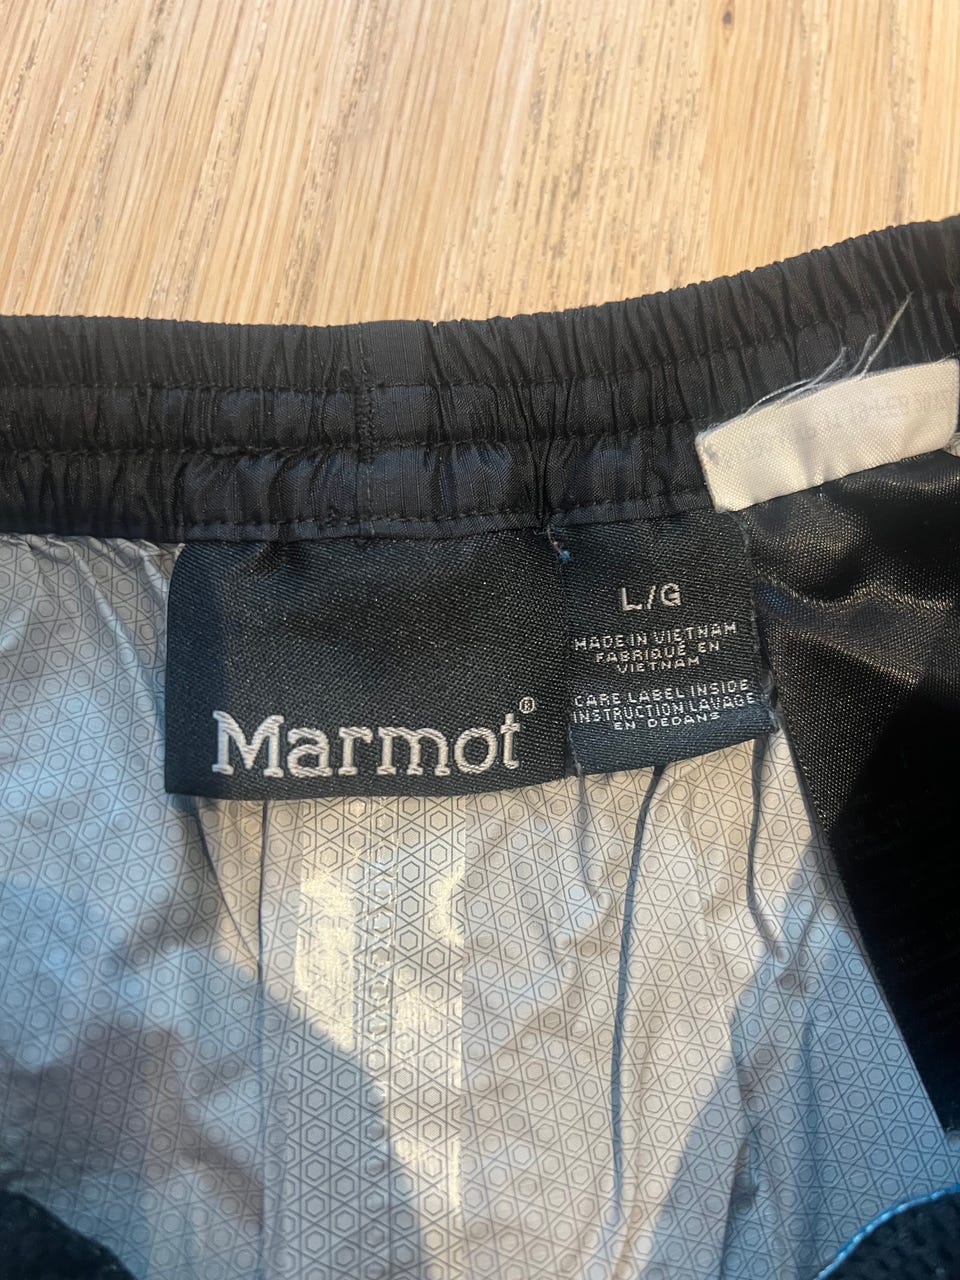 Marmot®
L/G
MADE IN VIETNAM
FABRIQUÉ EN
VIETNAM
CARE LABEL INSIDE
INSTRUCTION LAVAGE
EN DEDANS